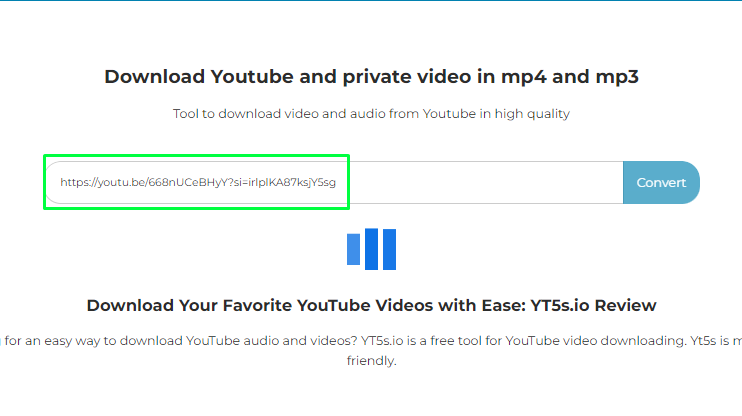 Download Youtube and private video in mp4 and mp3
Tool to download video and audio from Youtube in high quality
https://youtu.be/668nUCeBHyY?si=irlplKA87ksjY5sg
Convert
Download Your Favorite YouTube Videos with Ease: YT5s.io Review
for an easy way to download YouTube audio and videos? YT5s.io is a free tool for YouTube video downloading. Yt5s is
friendly.